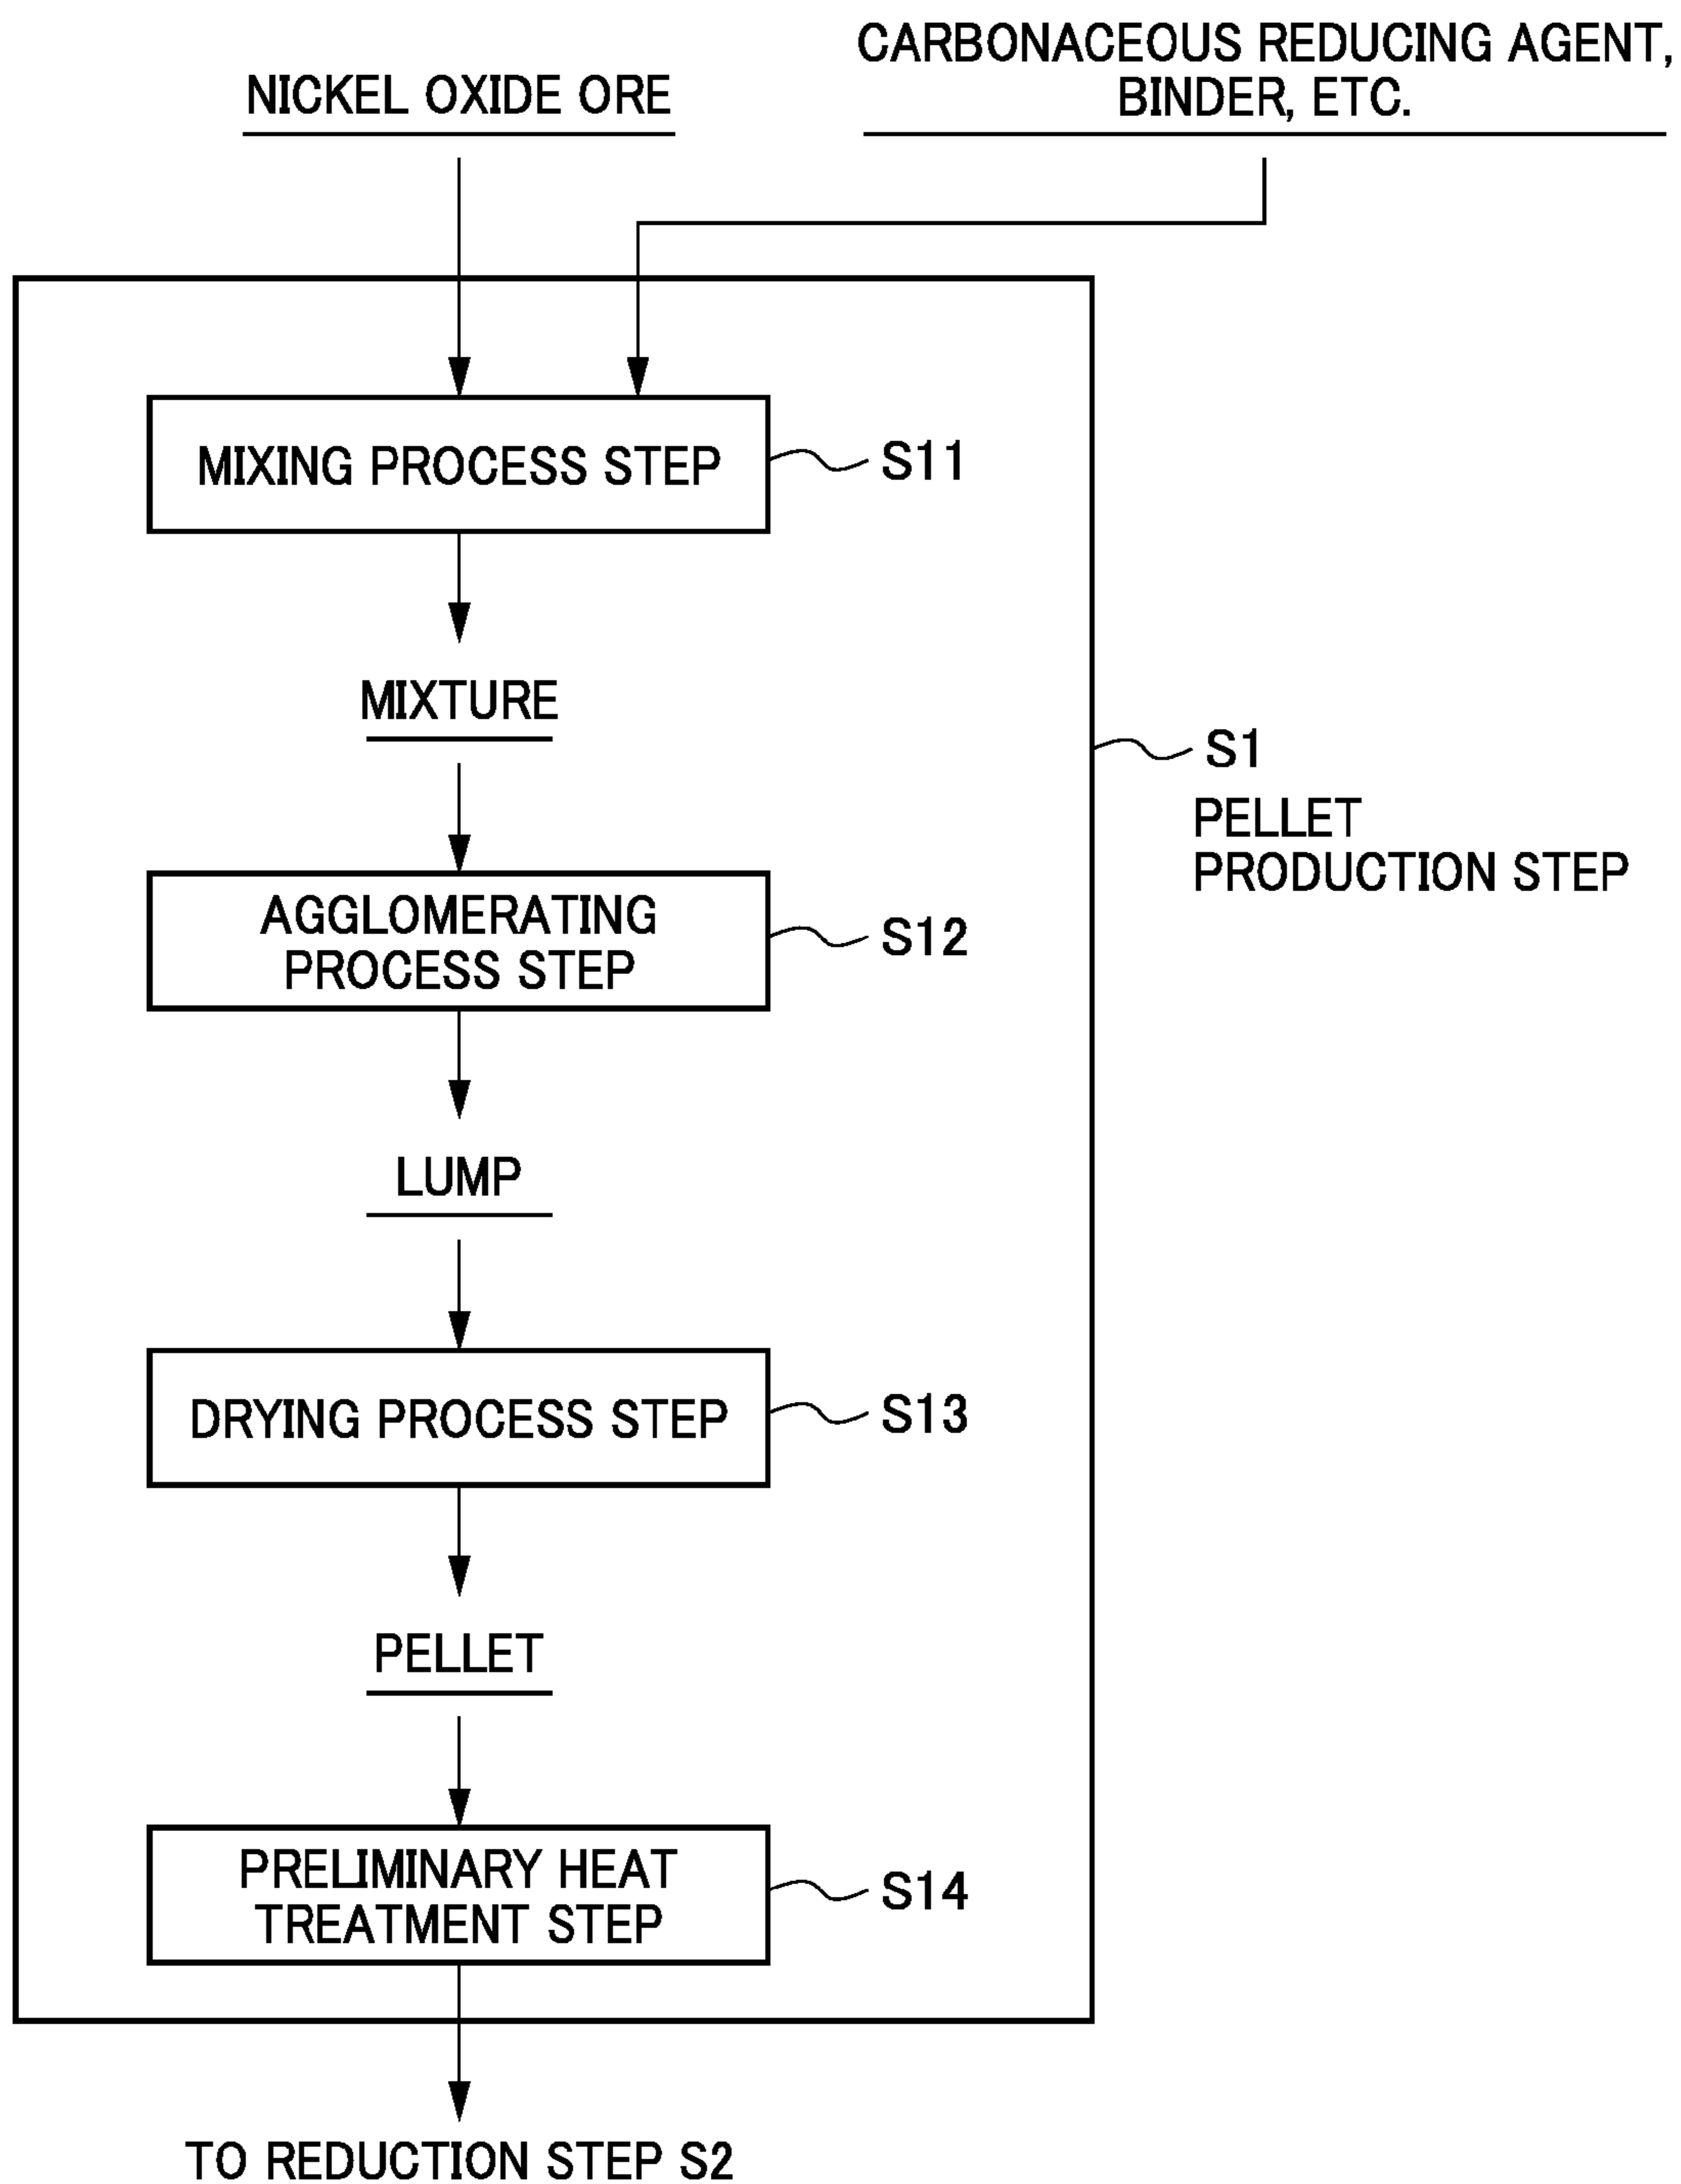 NICKEL OXIDE ORE
CARBONACEOUS REDUCING AGENT,
BINDER, ETC.
MIXING PROCESS STEP
S11
MIXTURE
S1
PELLET
PRODUCTION STEP
AGGLOMERATING
PROCESS STEP
S12
LUMP
DRYING PROCESS STEP
S13
PELLET
PRELIMINARY HEAT
TREATMENT STEP
S14
TO REDUCTION STEP S2